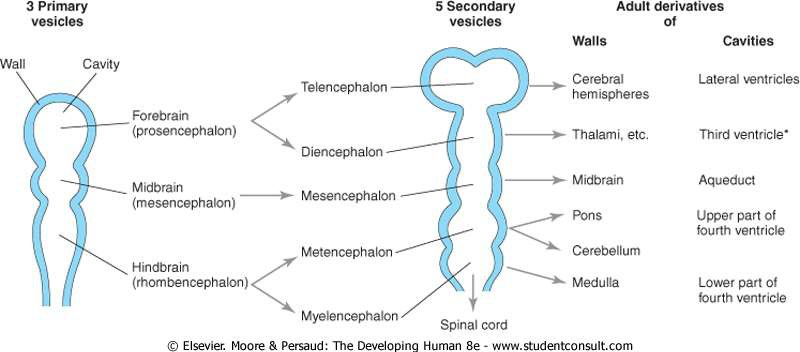 3 Primary
vesicles
5 Secondary
vesicles
Adult derivatives
of
Walls
Cavities
Wall
Cavity
Forebrain
(prosencephalon)
Midbrain
(mesencephalon)
Hindbrain
(rhombencephalon)
Telencephalon
Diencephalon
Mesencephalon
Metencephalon
Myelencephalon
Spinal cord
Cerebral
hemispheres
Lateral ventricles
Thalami, etc.
Third ventricle*
Midbrain
Aqueduct
Pons
Upper part of
fourth ventricle
Cerebellum
Medulla
Lower part of
fourth ventricle
© Elsevier. Moore & Persaud: The Developing Human 8e - www.studentconsult.com